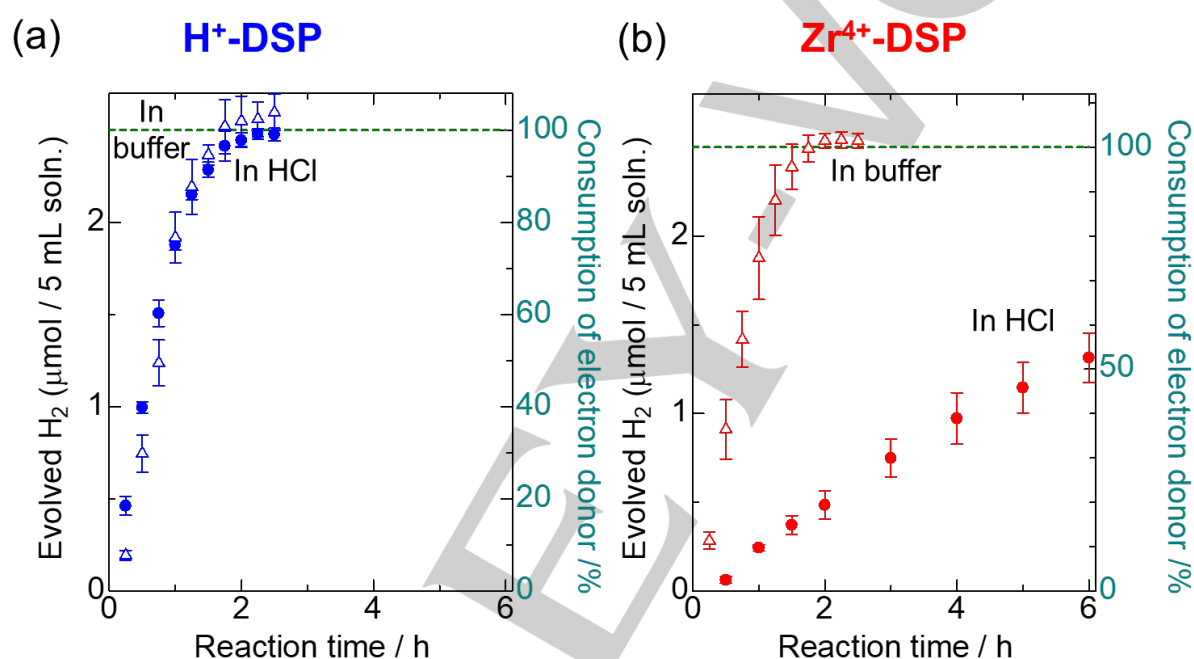 (a) H⁺-DSP
Evolved H₂ (μmol / 5 mL soln.)
2
1
0
In
buffer
In HCl
100
80
60
40
20
0
Consumption of electron donor /%
0 2 4 6
Reaction time / h
(b) Zr⁴⁺-DSP
Evolved H₂ (μmol / 5 mL soln.)
2
1
0
In buffer
In HCl
100
50
0
Consumption of electron donor /%
0 2 4 6
Reaction time / h